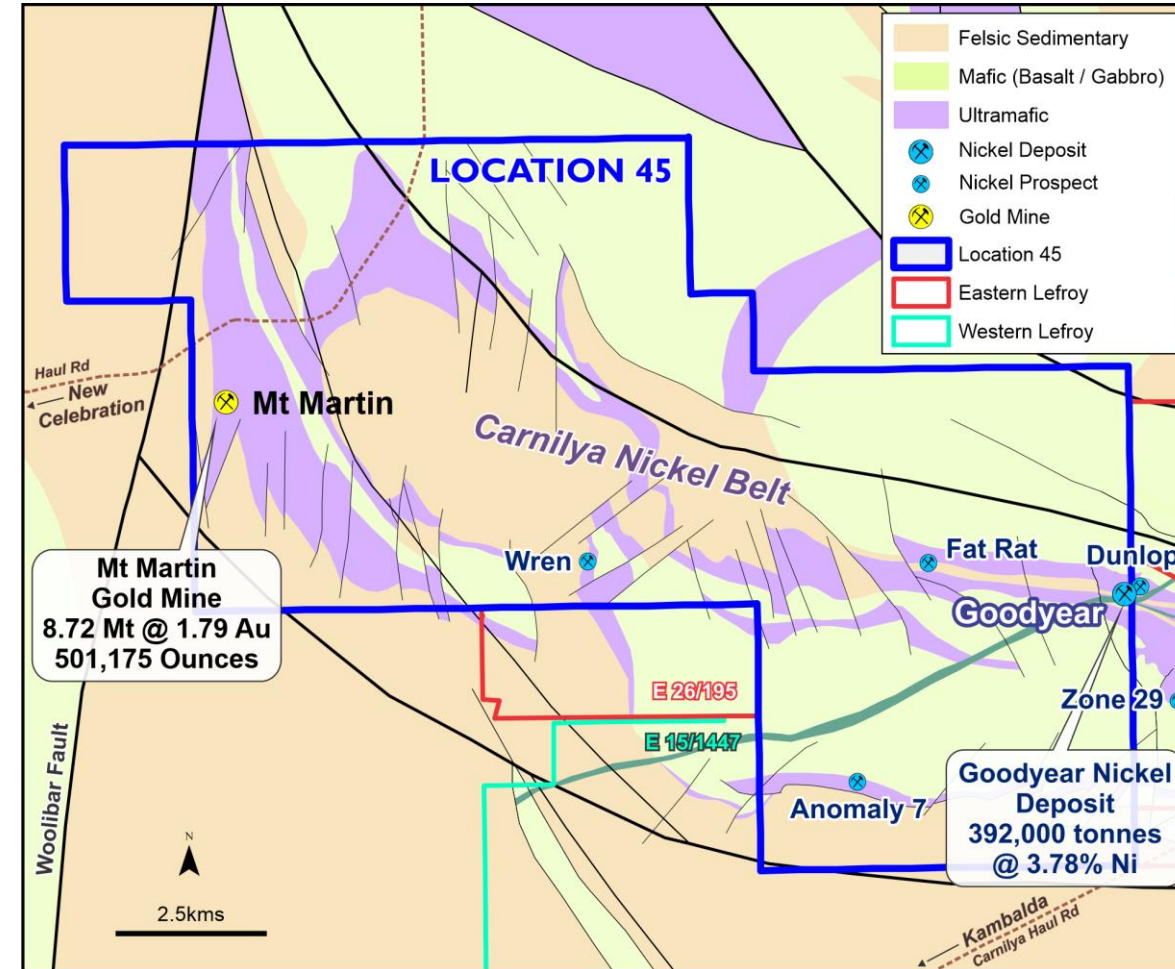 Felsic Sedimentary
Mafic (Basalt / Gabbro)
Ultramafic
Nickel Deposit
Nickel Prospect
Gold Mine
Location 45
Eastern Lefroy
Western Lefroy
LOCATION 45
Haul Rd
New
Celebration
Mt Martin
Carnilya Nickel Belt
Wren
Fat Rat
Dunlop
Goodyear
Mt Martin
Gold Mine
8.72 Mt @ 1.79 Au
501,175 Ounces
E 26/195
E 15/1447
Zone 29
Anomaly 7
Goodyear Nickel
Deposit
392,000 tonnes
@ 3.78% Ni
Woolibar Fault
N
2.5kms
Kambalda
Carnilya Haul Rd